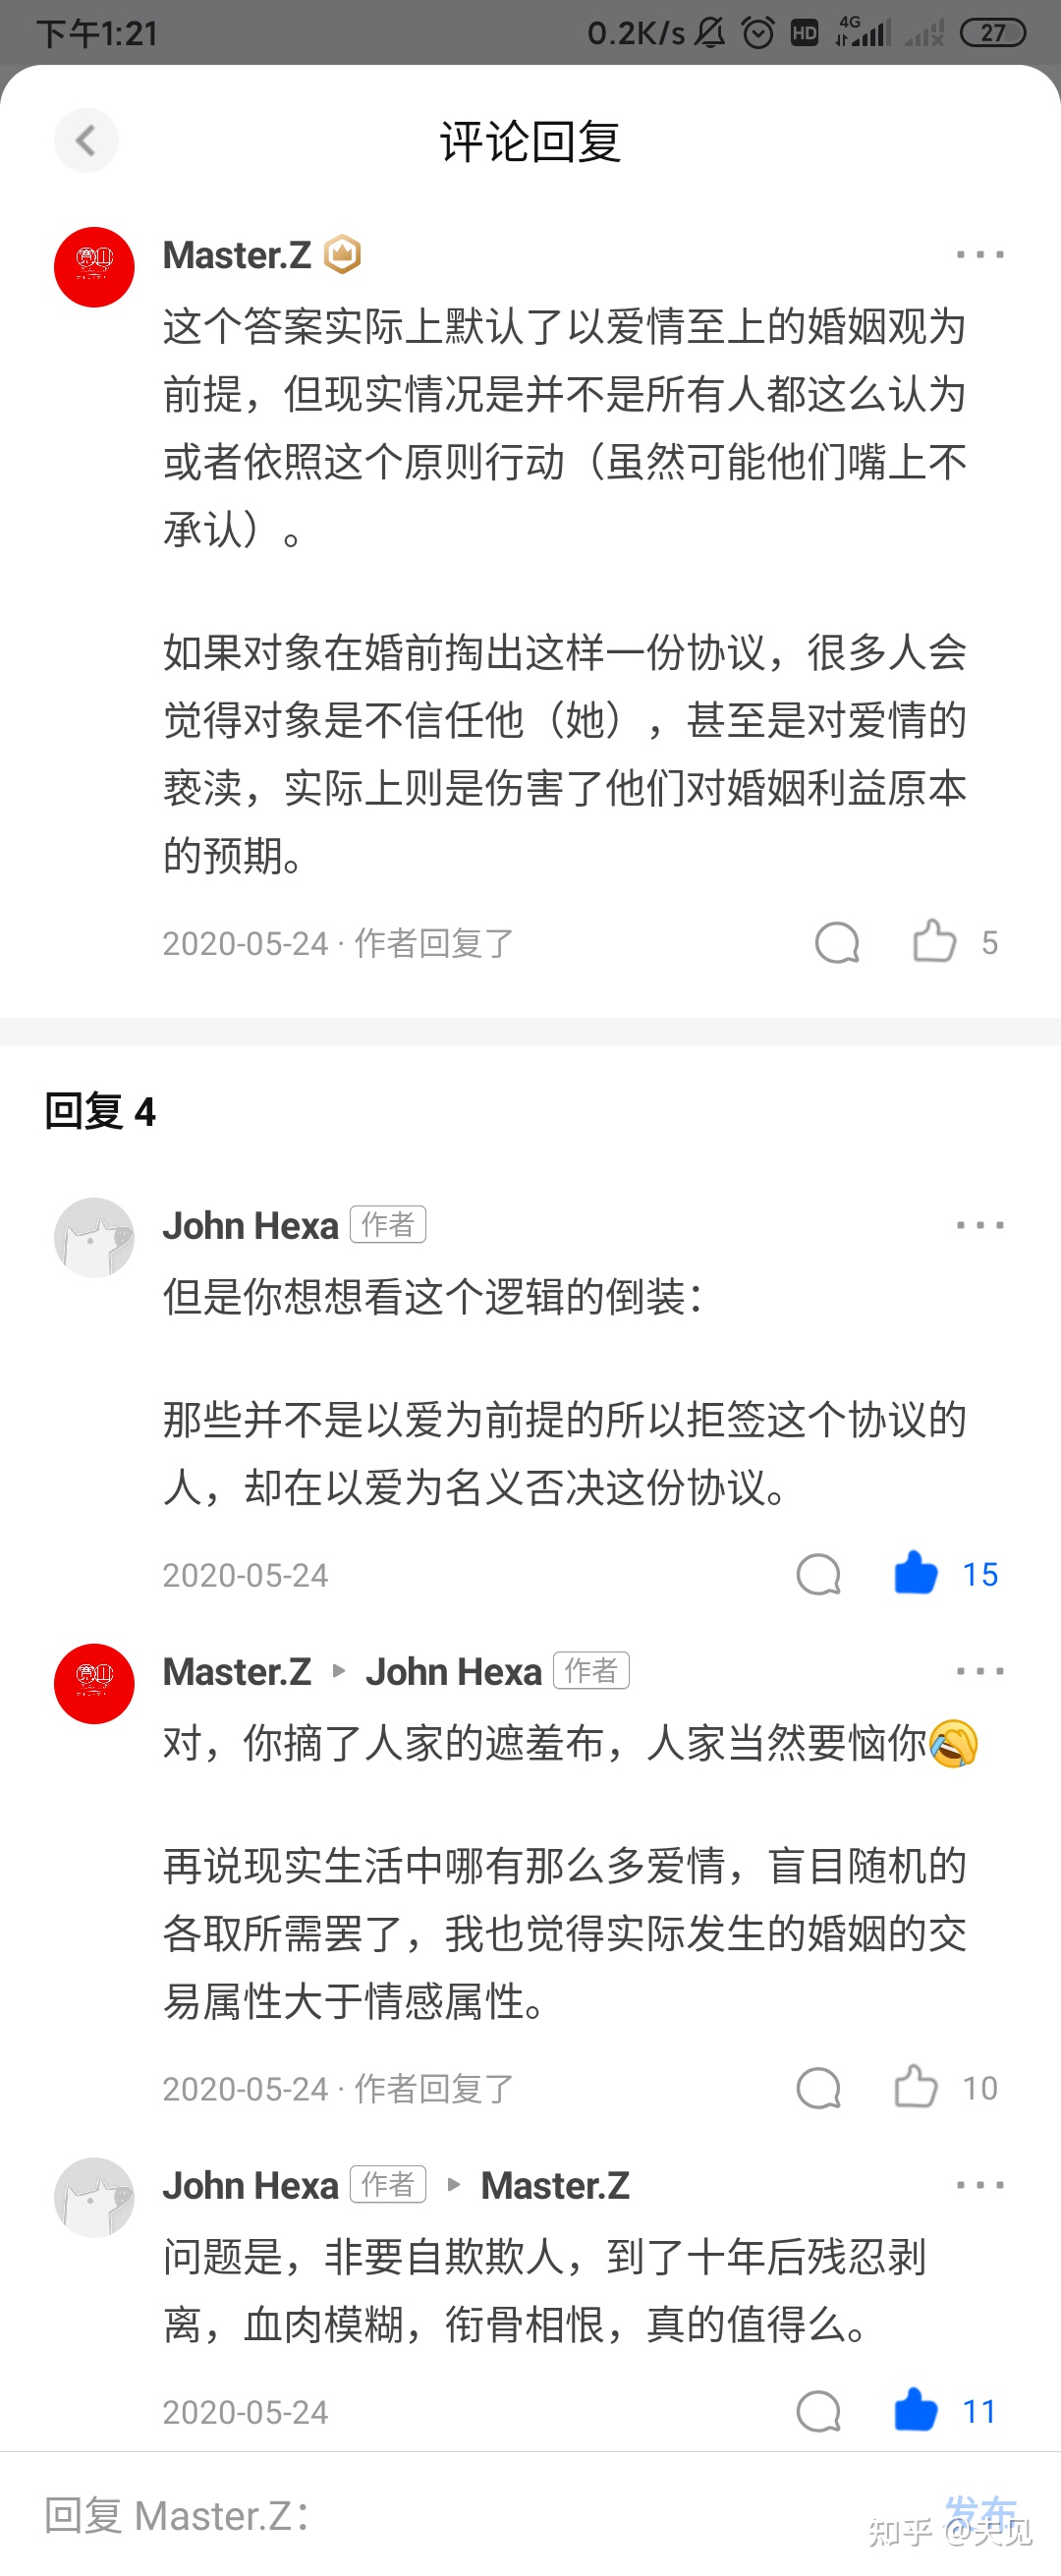 下午1:21
0.2K/s HD 4G 27
评论回复
Master.Z
这个答案实际上默认了以爱情至上的婚姻观为
前提，但现实情况是并不是所有人都这么认为
或者依照这个原则行动（虽然可能他们嘴上不
承认）。
如果对象在婚前掏出这样一份协议，很多人会
觉得对象是不信任他（她），甚至是对爱情的
亵渎，实际上则是伤害了他们对婚姻利益原本
的预期。
2020-05-24 · 作者回复了
5
回复 4
John Hexa 作者
但是你想想看这个逻辑的倒装：
那些并不是以爱为前提的所以拒签这个协议的
人，却在以爱为名义否决这份协议。
2020-05-24
15
Master.Z ▸ John Hexa 作者
对，你摘了人家的遮羞布，人家当然要恼你🤣
再说现实生活中哪有那么多爱情，盲目随机的
各取所需罢了，我也觉得实际发生的婚姻的交
易属性大于情感属性。
2020-05-24 · 作者回复了
10
John Hexa 作者 ▸ Master.Z
问题是，非要自欺欺人，到了十年后残忍剥
离，血肉模糊，衔骨相恨，真的值得么。
2020-05-24
11
回复 Master.Z：
发布
知乎 @天见